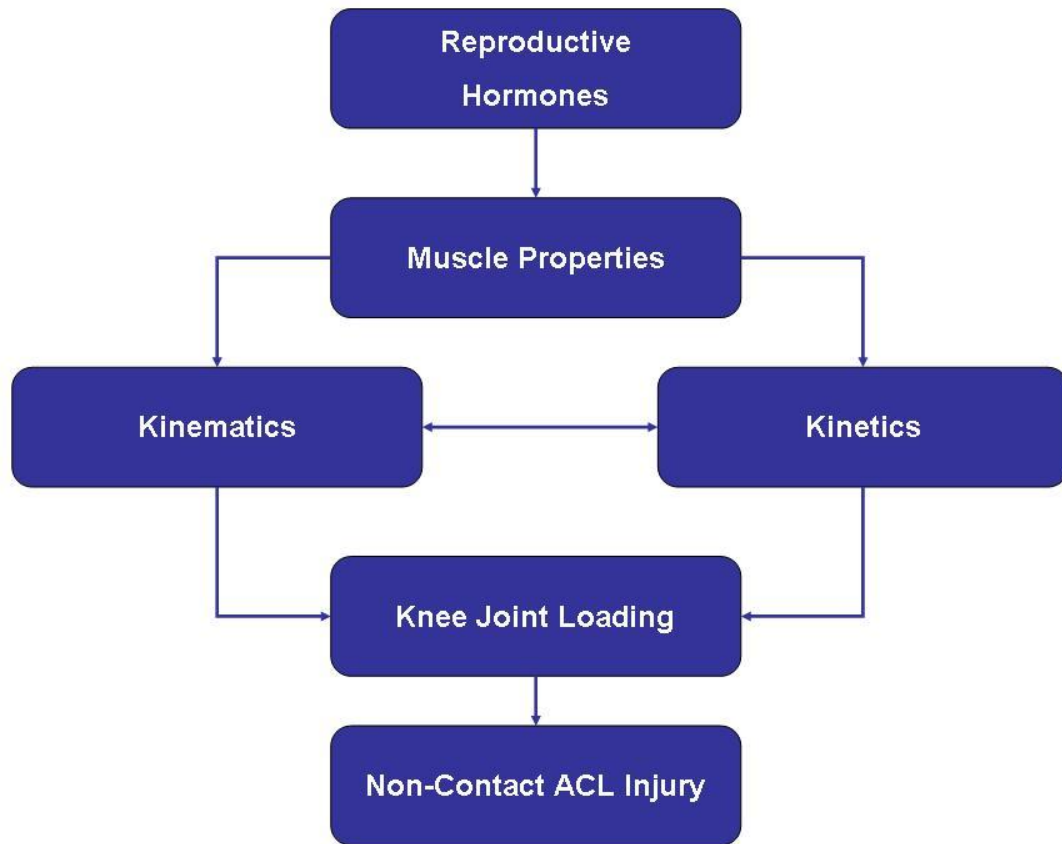 Reproductive
Hormones
Muscle Properties
Kinematics
Kinetics
Knee Joint Loading
Non-Contact ACL Injury